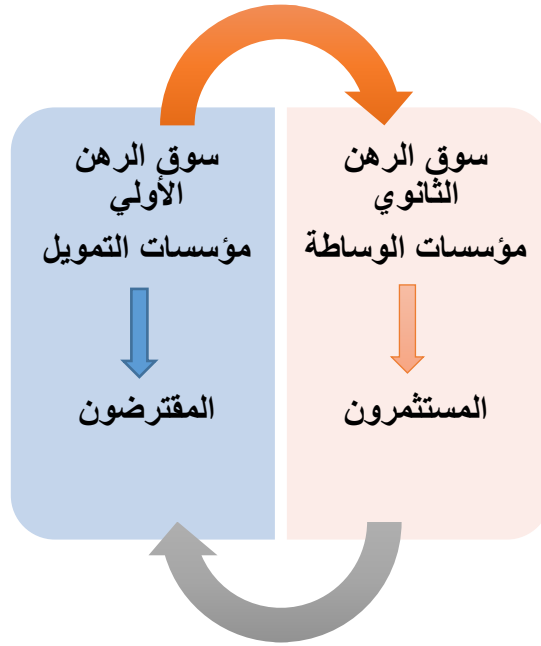 سوق الرهن
الثانوي
مؤسسات الوساطة
المستثمرون
سوق الرهن
الأولي
مؤسسات التمويل
المقترضون